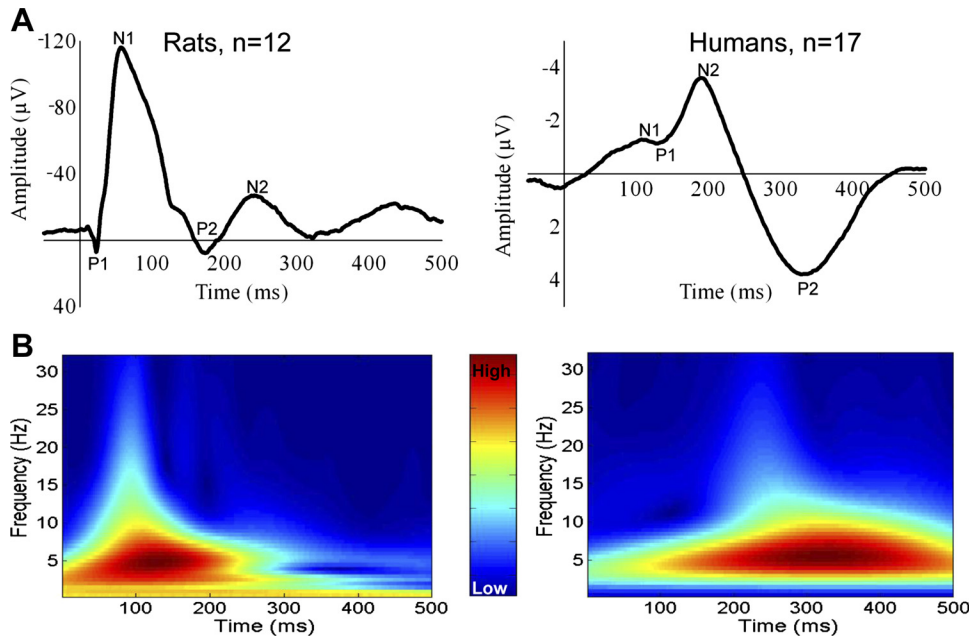 A
Rats, n=12
Humans, n=17
-120
-80
-40
40
Amplitude (µV)
N1
P1
P2
N2
100
200
300
400
500
Time (ms)
-4
-2
2
4
Amplitude (µV)
N1
P1
N2
P2
100
200
300
400
500
Time (ms)
B
30
25
20
15
10
5
Frequency (Hz)
100
200
300
400
500
Time (ms)
High
Low
30
25
20
15
10
5
Frequency (Hz)
100
200
300
400
500
Time (ms)